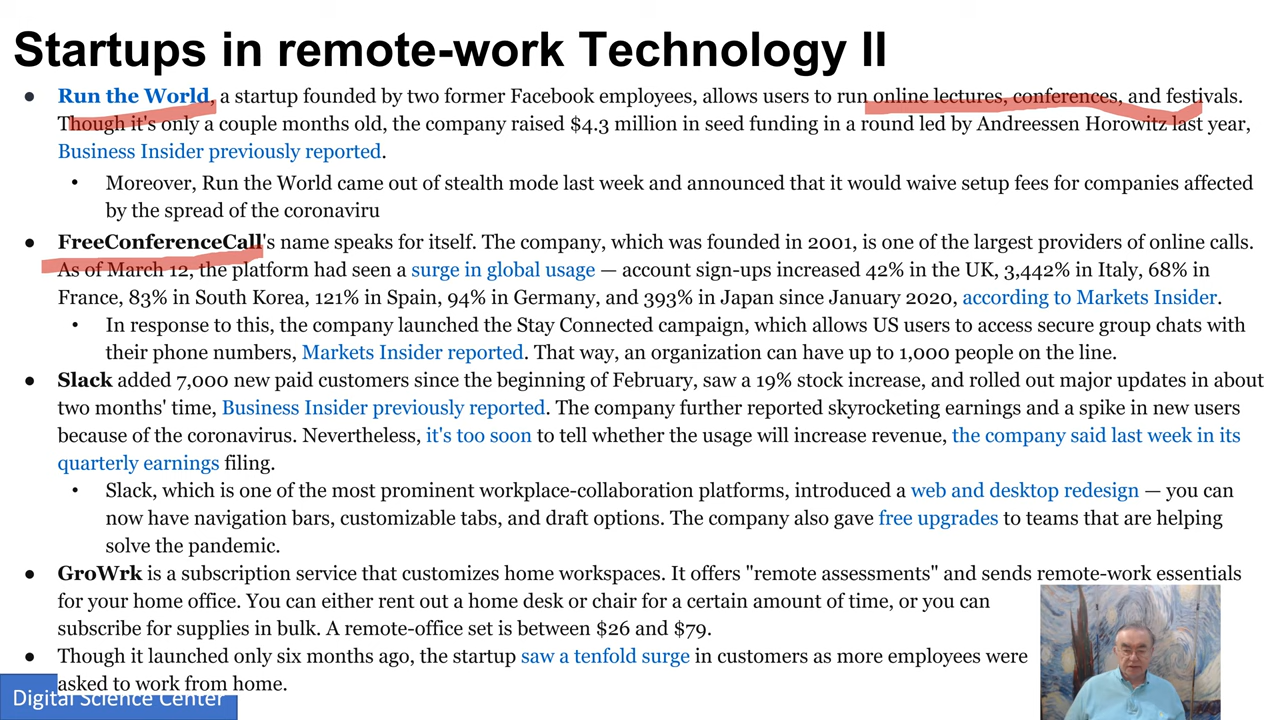 Startups in remote-work Technology II
● Run the World, a startup founded by two former Facebook employees, allows users to run online lectures, conferences, and festivals.
Though it's only a couple months old, the company raised $4.3 million in seed funding in a round led by Andreessen Horowitz last year,
Business Insider previously reported.
• Moreover, Run the World came out of stealth mode last week and announced that it would waive setup fees for companies affected
by the spread of the coronaviru
● FreeConferenceCall's name speaks for itself. The company, which was founded in 2001, is one of the largest providers of online calls.
As of March 12, the platform had seen a surge in global usage — account sign-ups increased 42% in the UK, 3,442% in Italy, 68% in
France, 83% in South Korea, 121% in Spain, 94% in Germany, and 393% in Japan since January 2020, according to Markets Insider.
• In response to this, the company launched the Stay Connected campaign, which allows US users to access secure group chats with
their phone numbers, Markets Insider reported. That way, an organization can have up to 1,000 people on the line.
● Slack added 7,000 new paid customers since the beginning of February, saw a 19% stock increase, and rolled out major updates in about
two months' time, Business Insider previously reported. The company further reported skyrocketing earnings and a spike in new users
because of the coronavirus. Nevertheless, it's too soon to tell whether the usage will increase revenue, the company said last week in its
quarterly earnings filing.
• Slack, which is one of the most prominent workplace-collaboration platforms, introduced a web and desktop redesign — you can
now have navigation bars, customizable tabs, and draft options. The company also gave free upgrades to teams that are helping
solve the pandemic.
● GroWrk is a subscription service that customizes home workspaces. It offers "remote assessments" and sends remote-work essentials
for your home office. You can either rent out a home desk or chair for a certain amount of time, or you can
subscribe for supplies in bulk. A remote-office set is between $26 and $79.
● Though it launched only six months ago, the startup saw a tenfold surge in customers as more employees were
asked to work from home.
Digital Science Center